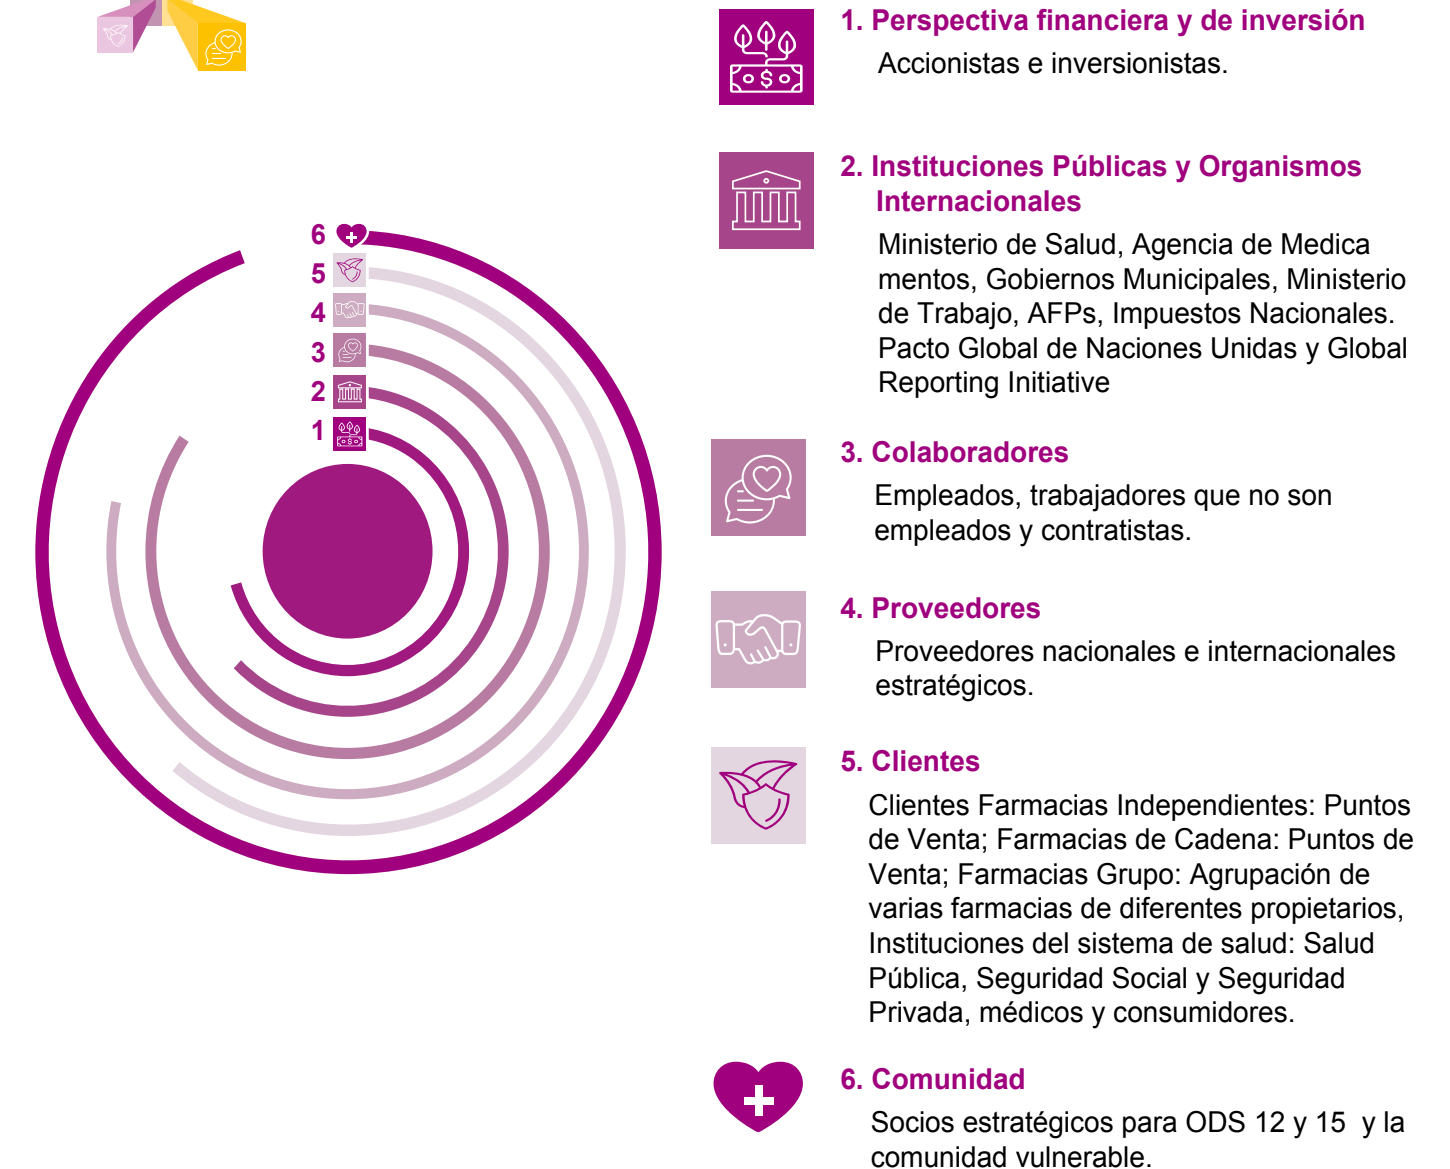 6
5
4
3
2
1
1. Perspectiva financiera y de inversión
Accionistas e inversionistas.
2. Instituciones Públicas y Organismos
Internacionales
Ministerio de Salud, Agencia de Medica
mentos, Gobiernos Municipales, Ministerio
de Trabajo, AFPs, Impuestos Nacionales.
Pacto Global de Naciones Unidas y Global
Reporting Initiative
3. Colaboradores
Empleados, trabajadores que no son
empleados y contratistas.
4. Proveedores
Proveedores nacionales e internacionales
estratégicos.
5. Clientes
Clientes Farmacias Independientes: Puntos
de Venta; Farmacias de Cadena: Puntos de
Venta; Farmacias Grupo: Agrupación de
varias farmacias de diferentes propietarios,
Instituciones del sistema de salud: Salud
Pública, Seguridad Social y Seguridad
Privada, médicos y consumidores.
6. Comunidad
Socios estratégicos para ODS 12 y 15  y la
comunidad vulnerable.